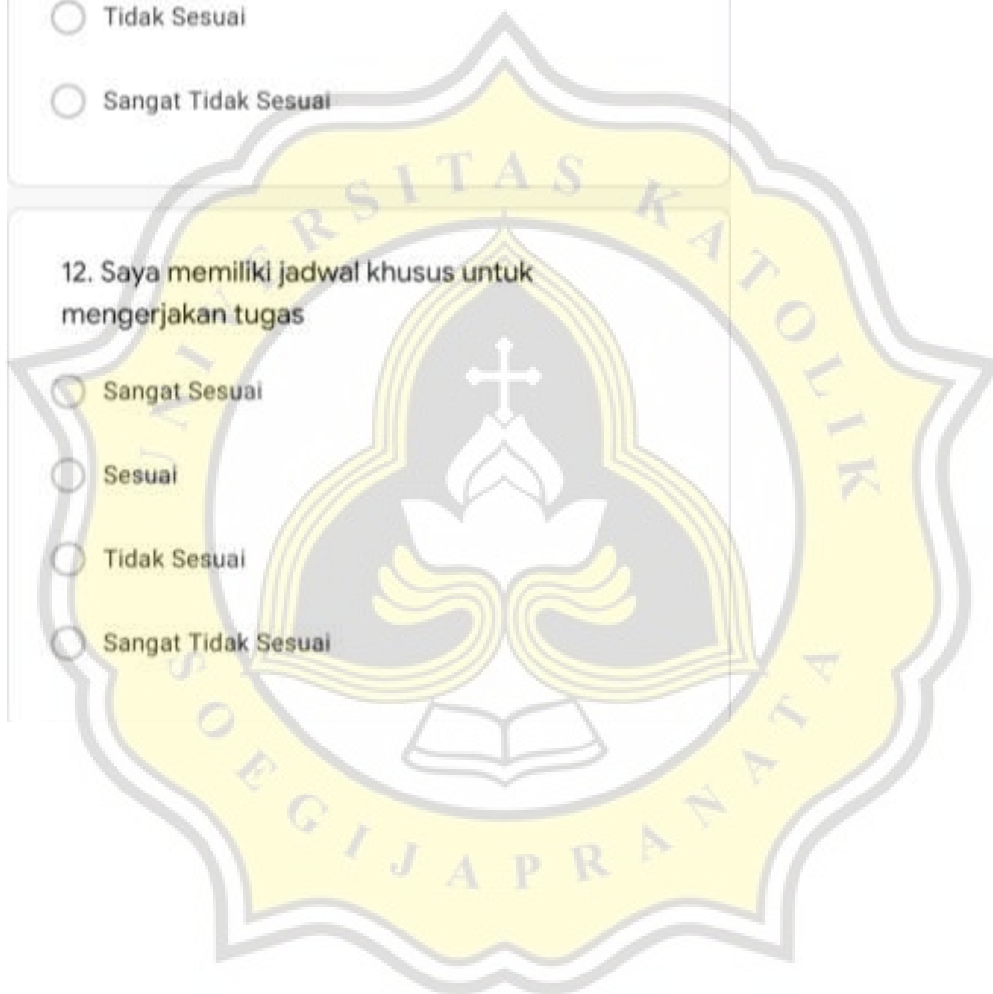 Tidak Sesuai
Sangat Tidak Sesuai
12. Saya memiliki jadwal khusus untuk
mengerjakan tugas
Sangat Sesuai
Sesuai
Tidak Sesuai
Sangat Tidak Sesuai
UNIVERSITAS KATOLIK
SOEGIJAPRANATA